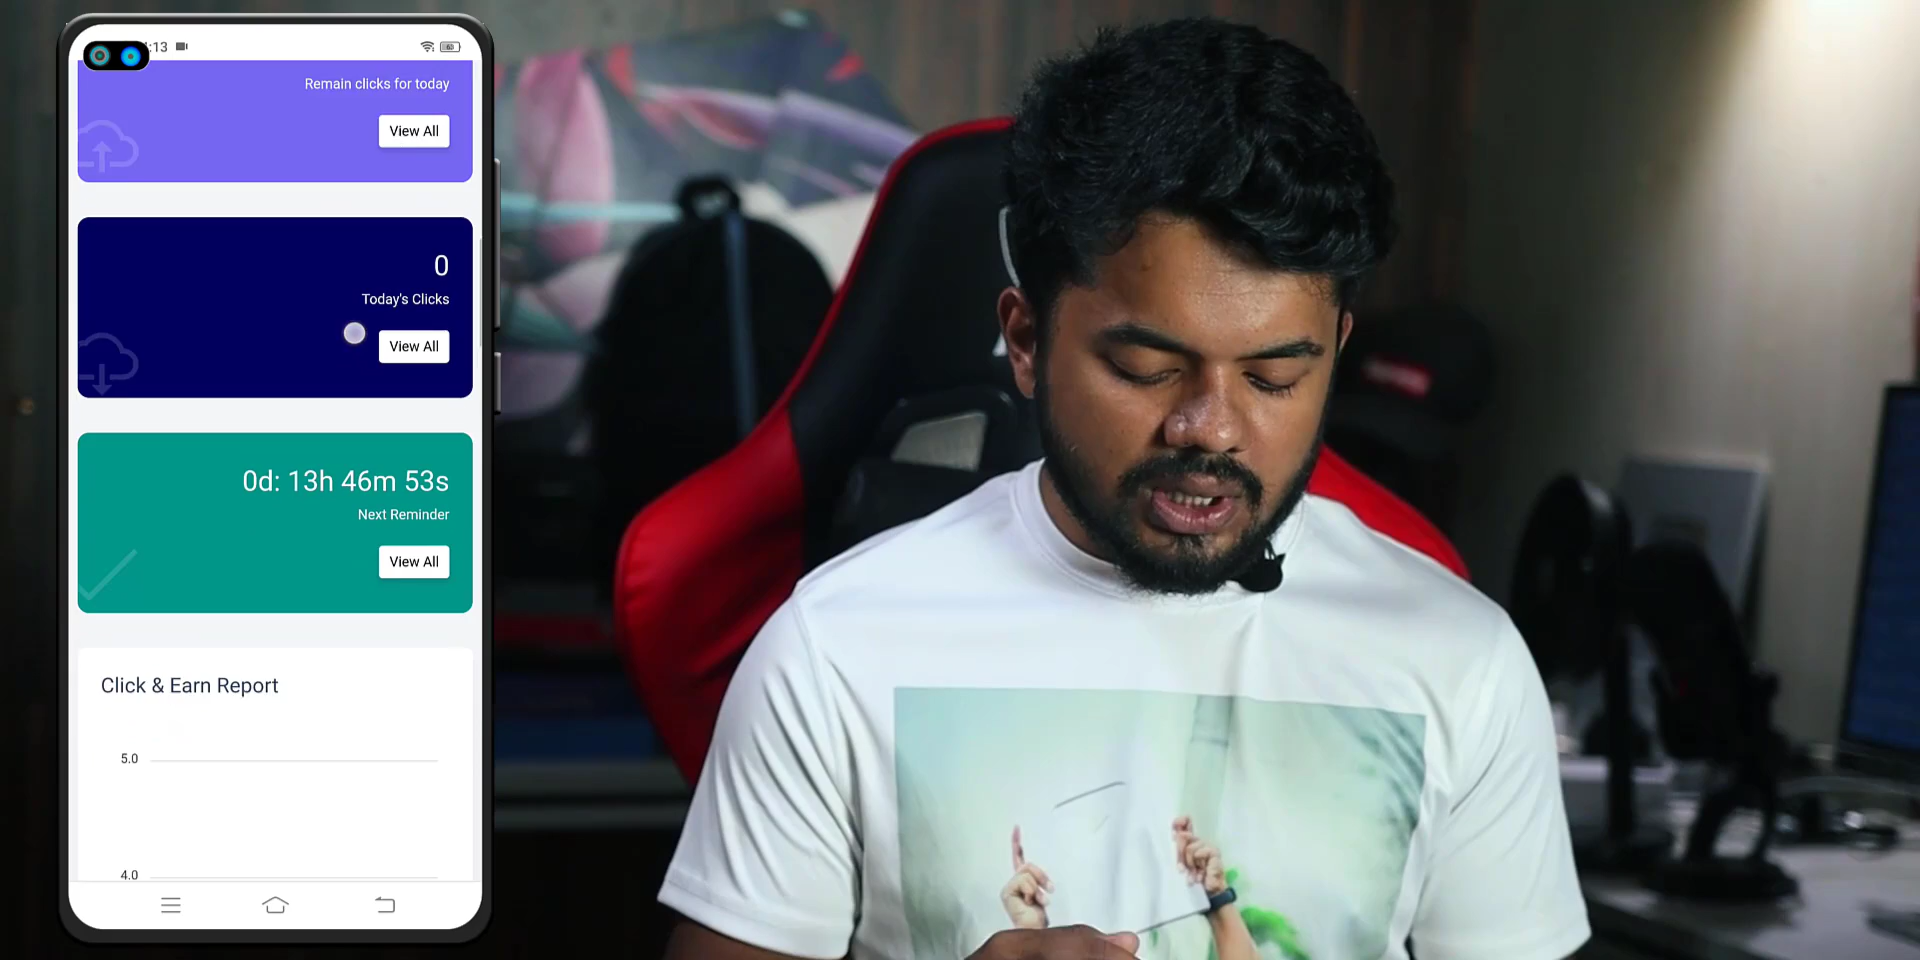 :13
Remain clicks for today
View All
0
Today's Clicks
View All
0d: 13h 46m 53s
Next Reminder
View All
Click & Earn Report
5.0
4.0